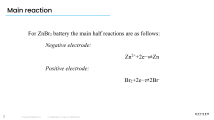 Main reaction
For ZnBr₂ battery the main half reactions are as follows:
Negative electrode:
Zn²⁺+2e−⇌Zn
Positive electrode:
Br₂+2e−⇌2Br